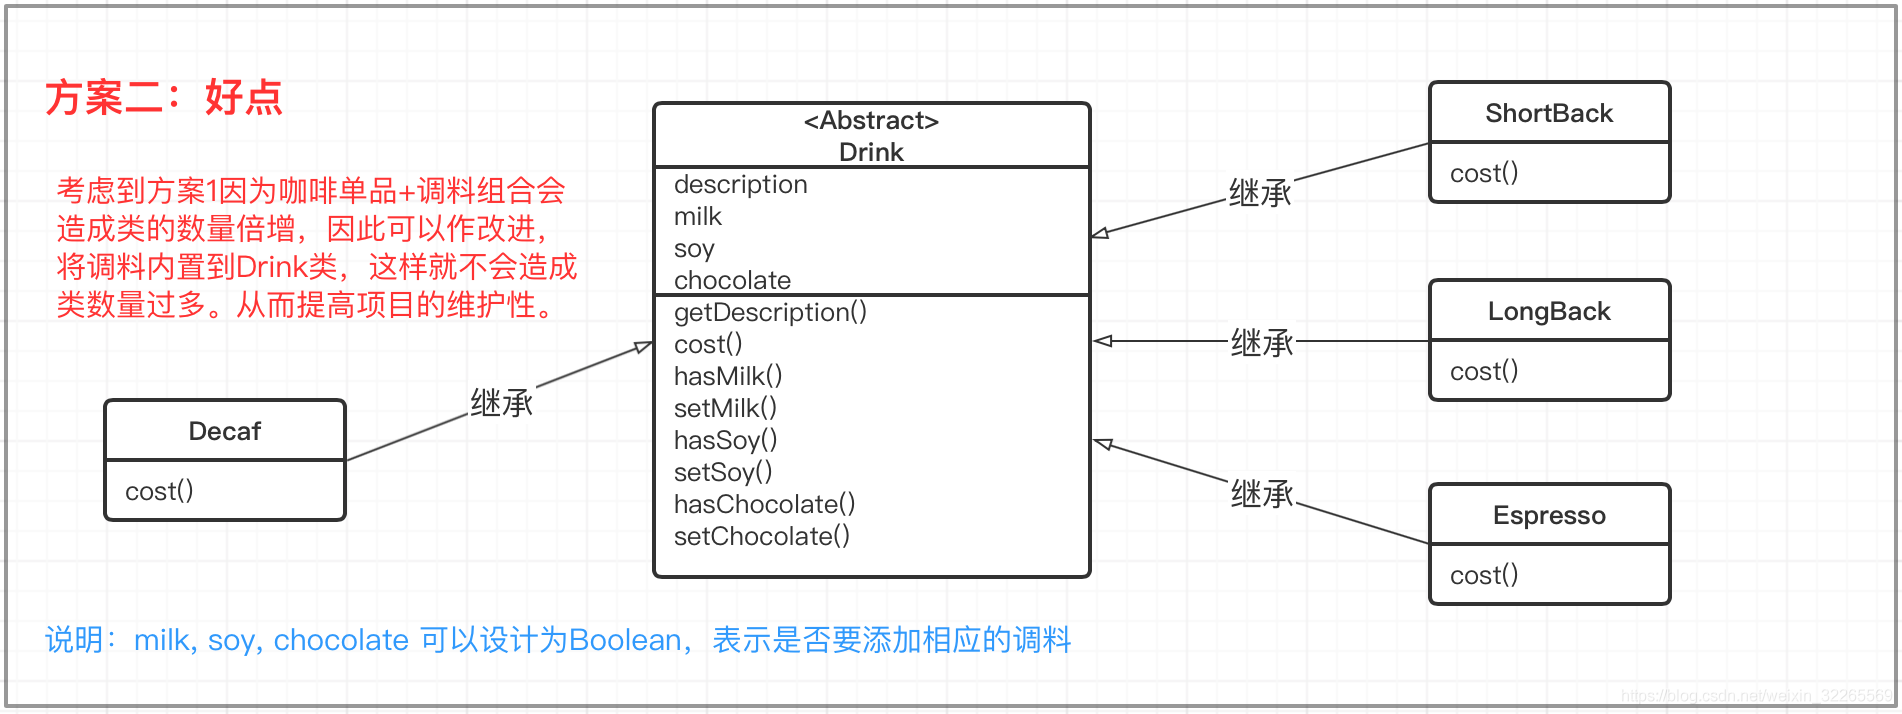 方案二：好点
考虑到方案1因为咖啡单品+调料组合会
造成类的数量倍增，因此可以作改进，
将调料内置到Drink类，这样就不会造成
类数量过多。从而提高项目的维护性。
<Abstract>
Drink
description
milk
soy
chocolate
getDescription()
cost()
hasMilk()
setMilk()
hasSoy()
setSoy()
hasChocolate()
setChocolate()
Decaf
cost()
继承
ShortBack
cost()
继承
LongBack
cost()
继承
Espresso
cost()
继承
说明：milk, soy, chocolate 可以设计为Boolean，表示是否要添加相应的调料
https://blog.csdn.net/weixin_32265569